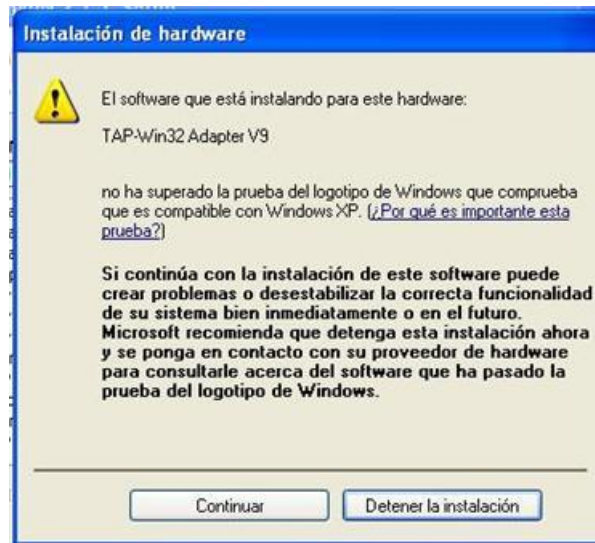 Instalación de hardware
El software que está instalando para este hardware:
TAP-Win32 Adapter V9
no ha superado la prueba del logotipo de Windows que comprueba
que es compatible con Windows XP. (¿Por qué es importante esta
prueba?)
Si continúa con la instalación de este software puede
crear problemas o desestabilizar la correcta funcionalidad
de su sistema bien inmediatamente o en el futuro.
Microsoft recomienda que detenga esta instalación ahora
y se ponga en contacto con su proveedor de hardware
para consultarle acerca del software que ha pasado la
prueba del logotipo de Windows.
Continuar
Detener la instalación